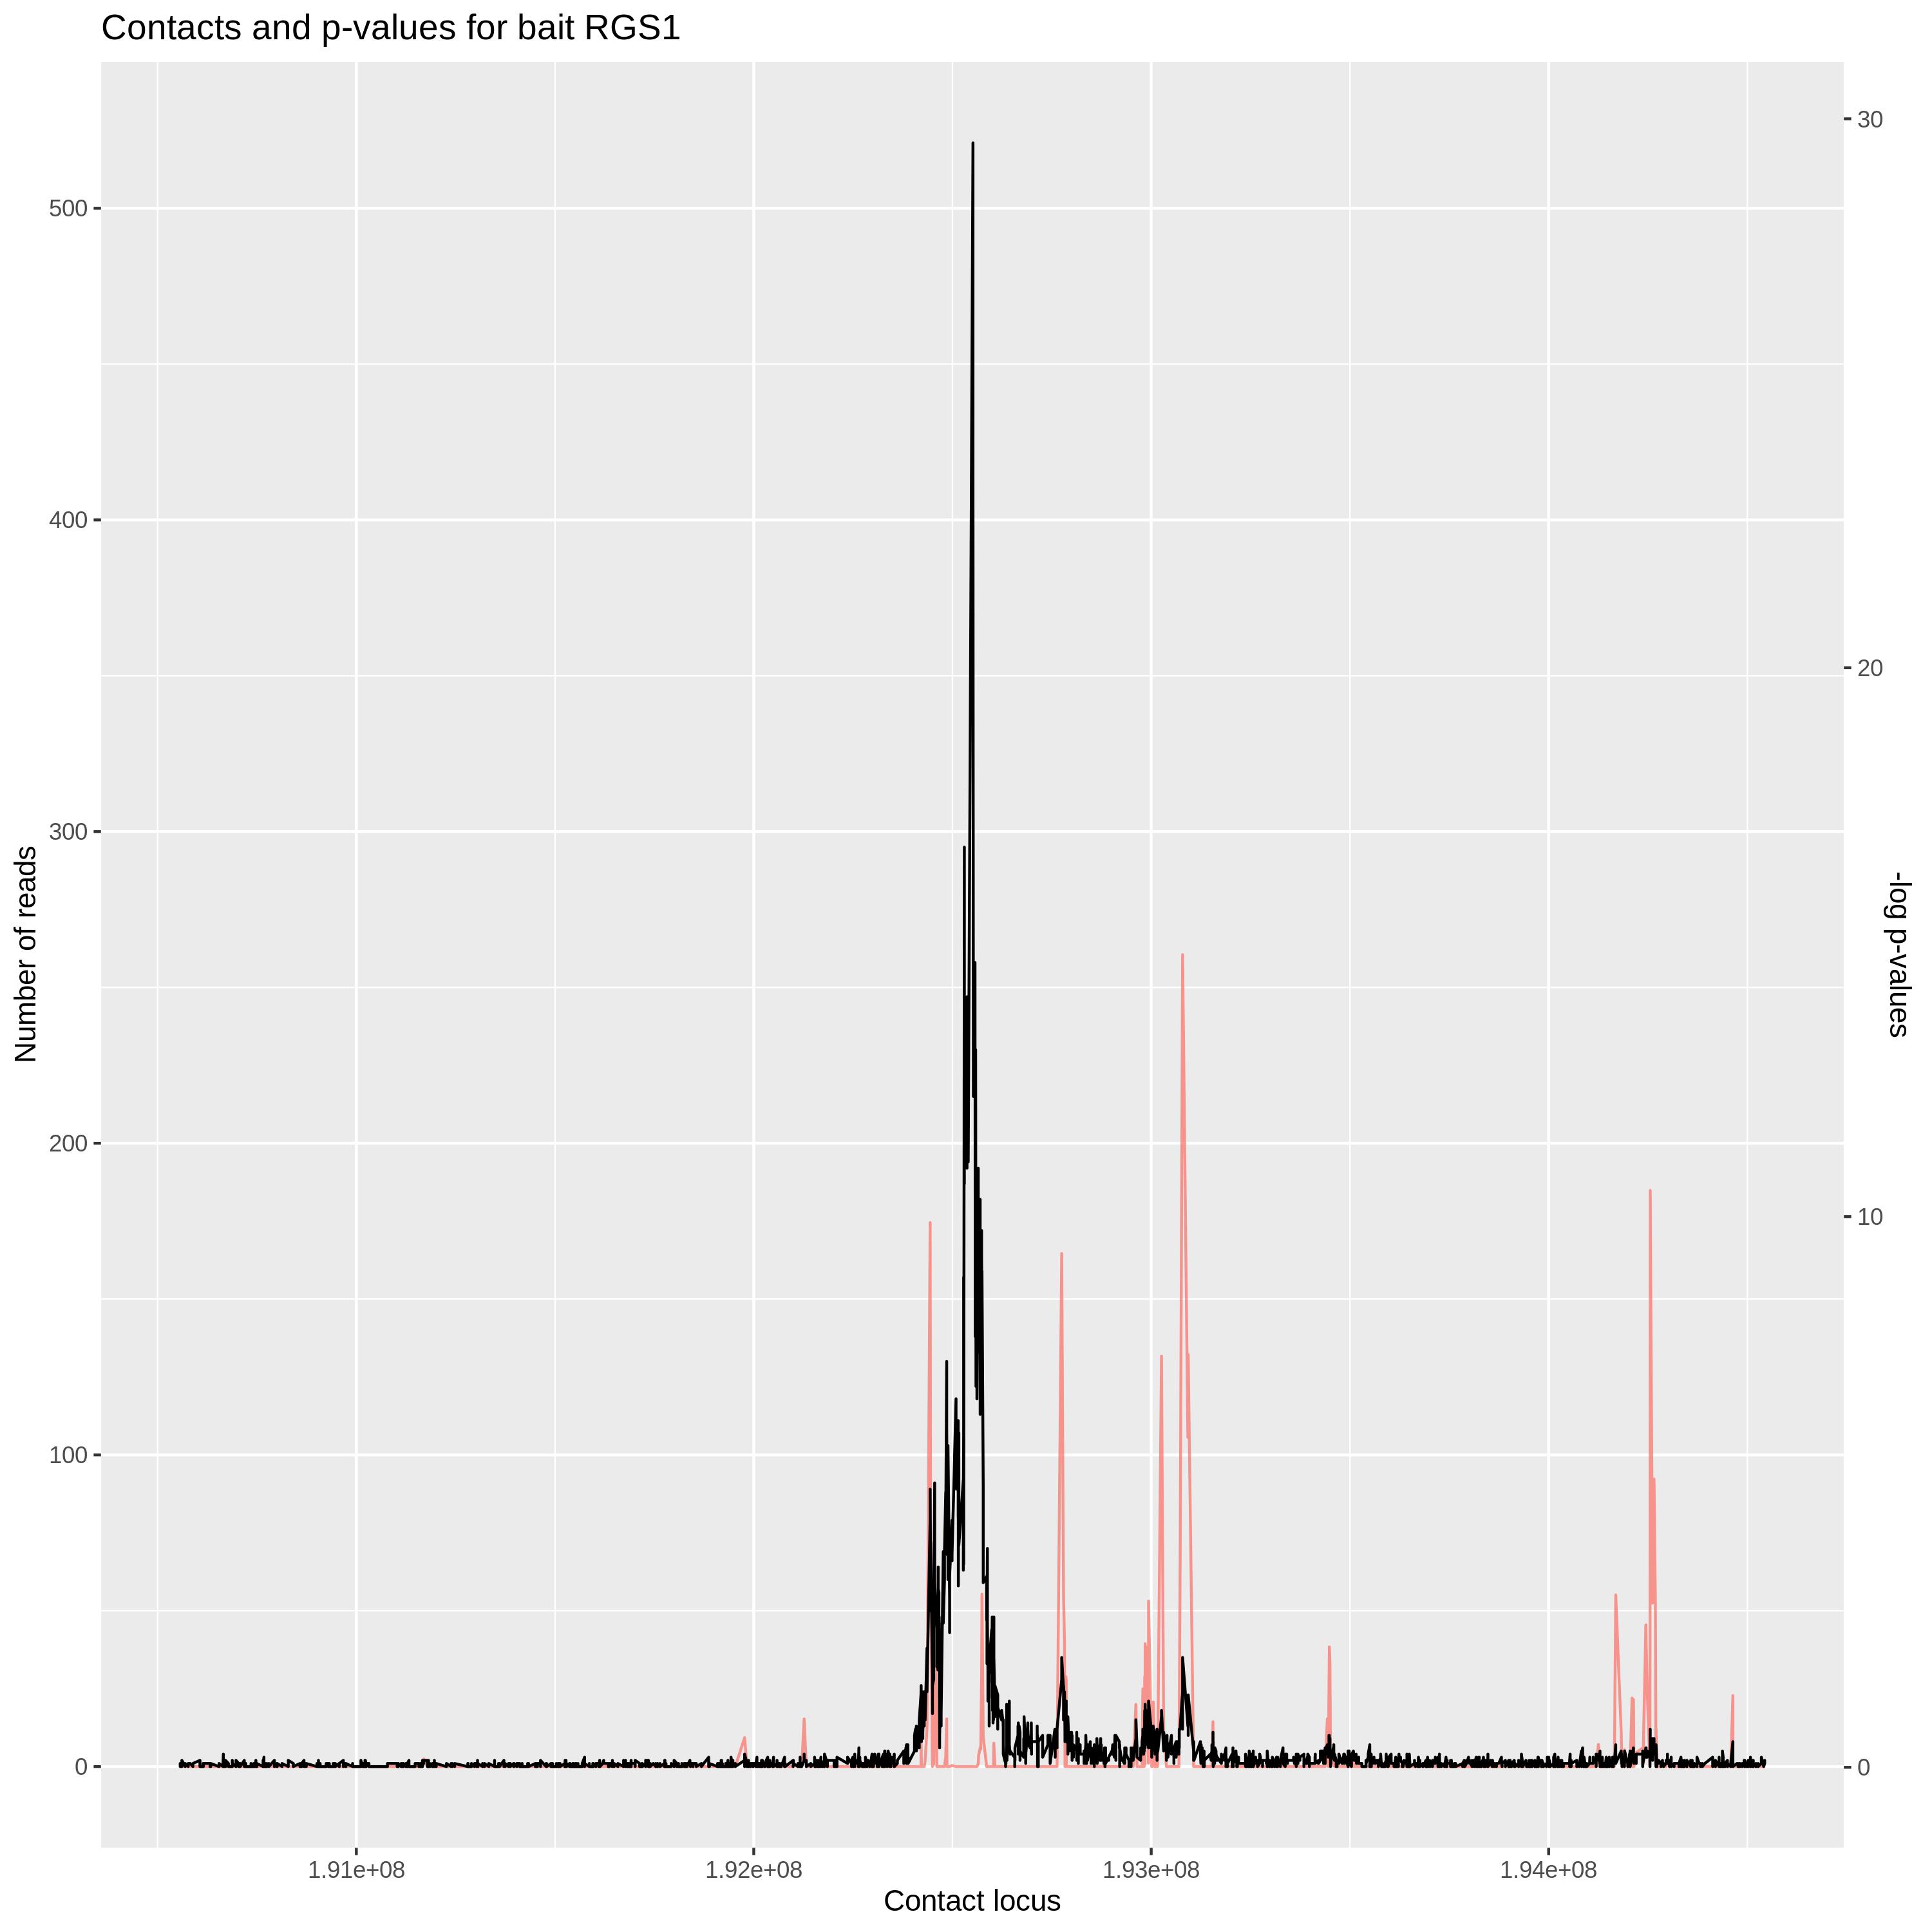 Contacts and p-values for bait RGS1
Number of reads
500
400
300
200
100
0
30
20
10
0
-log p-values
1.91e+08
1.92e+08
1.93e+08
1.94e+08
Contact locus